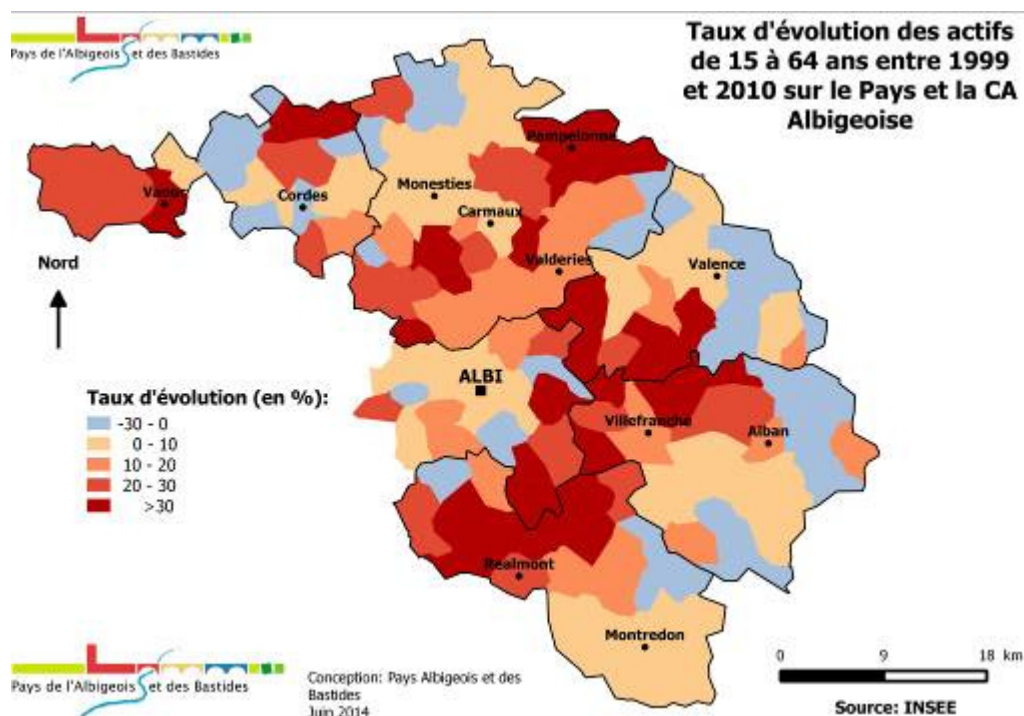 Pays de l'Albigeois et des Bastides
Taux d'évolution des actifs
de 15 à 64 ans entre 1999
et 2010 sur le Pays et la CA
Albigeoise
Pampelonne
Vaour
Monesties
Cordes
Carmaux
Nord
Valderies
Valence
ALBI
Taux d'évolution (en %):
-30 - 0
0 - 10
10 - 20
20 - 30
>30
Villefranche
Alban
Réalmont
Montredon
Pays de l'Albigeois et des Bastides
Conception: Pays Albigeois et des
Bastides
Juin 2014
0 9 18 km
Source: INSEE